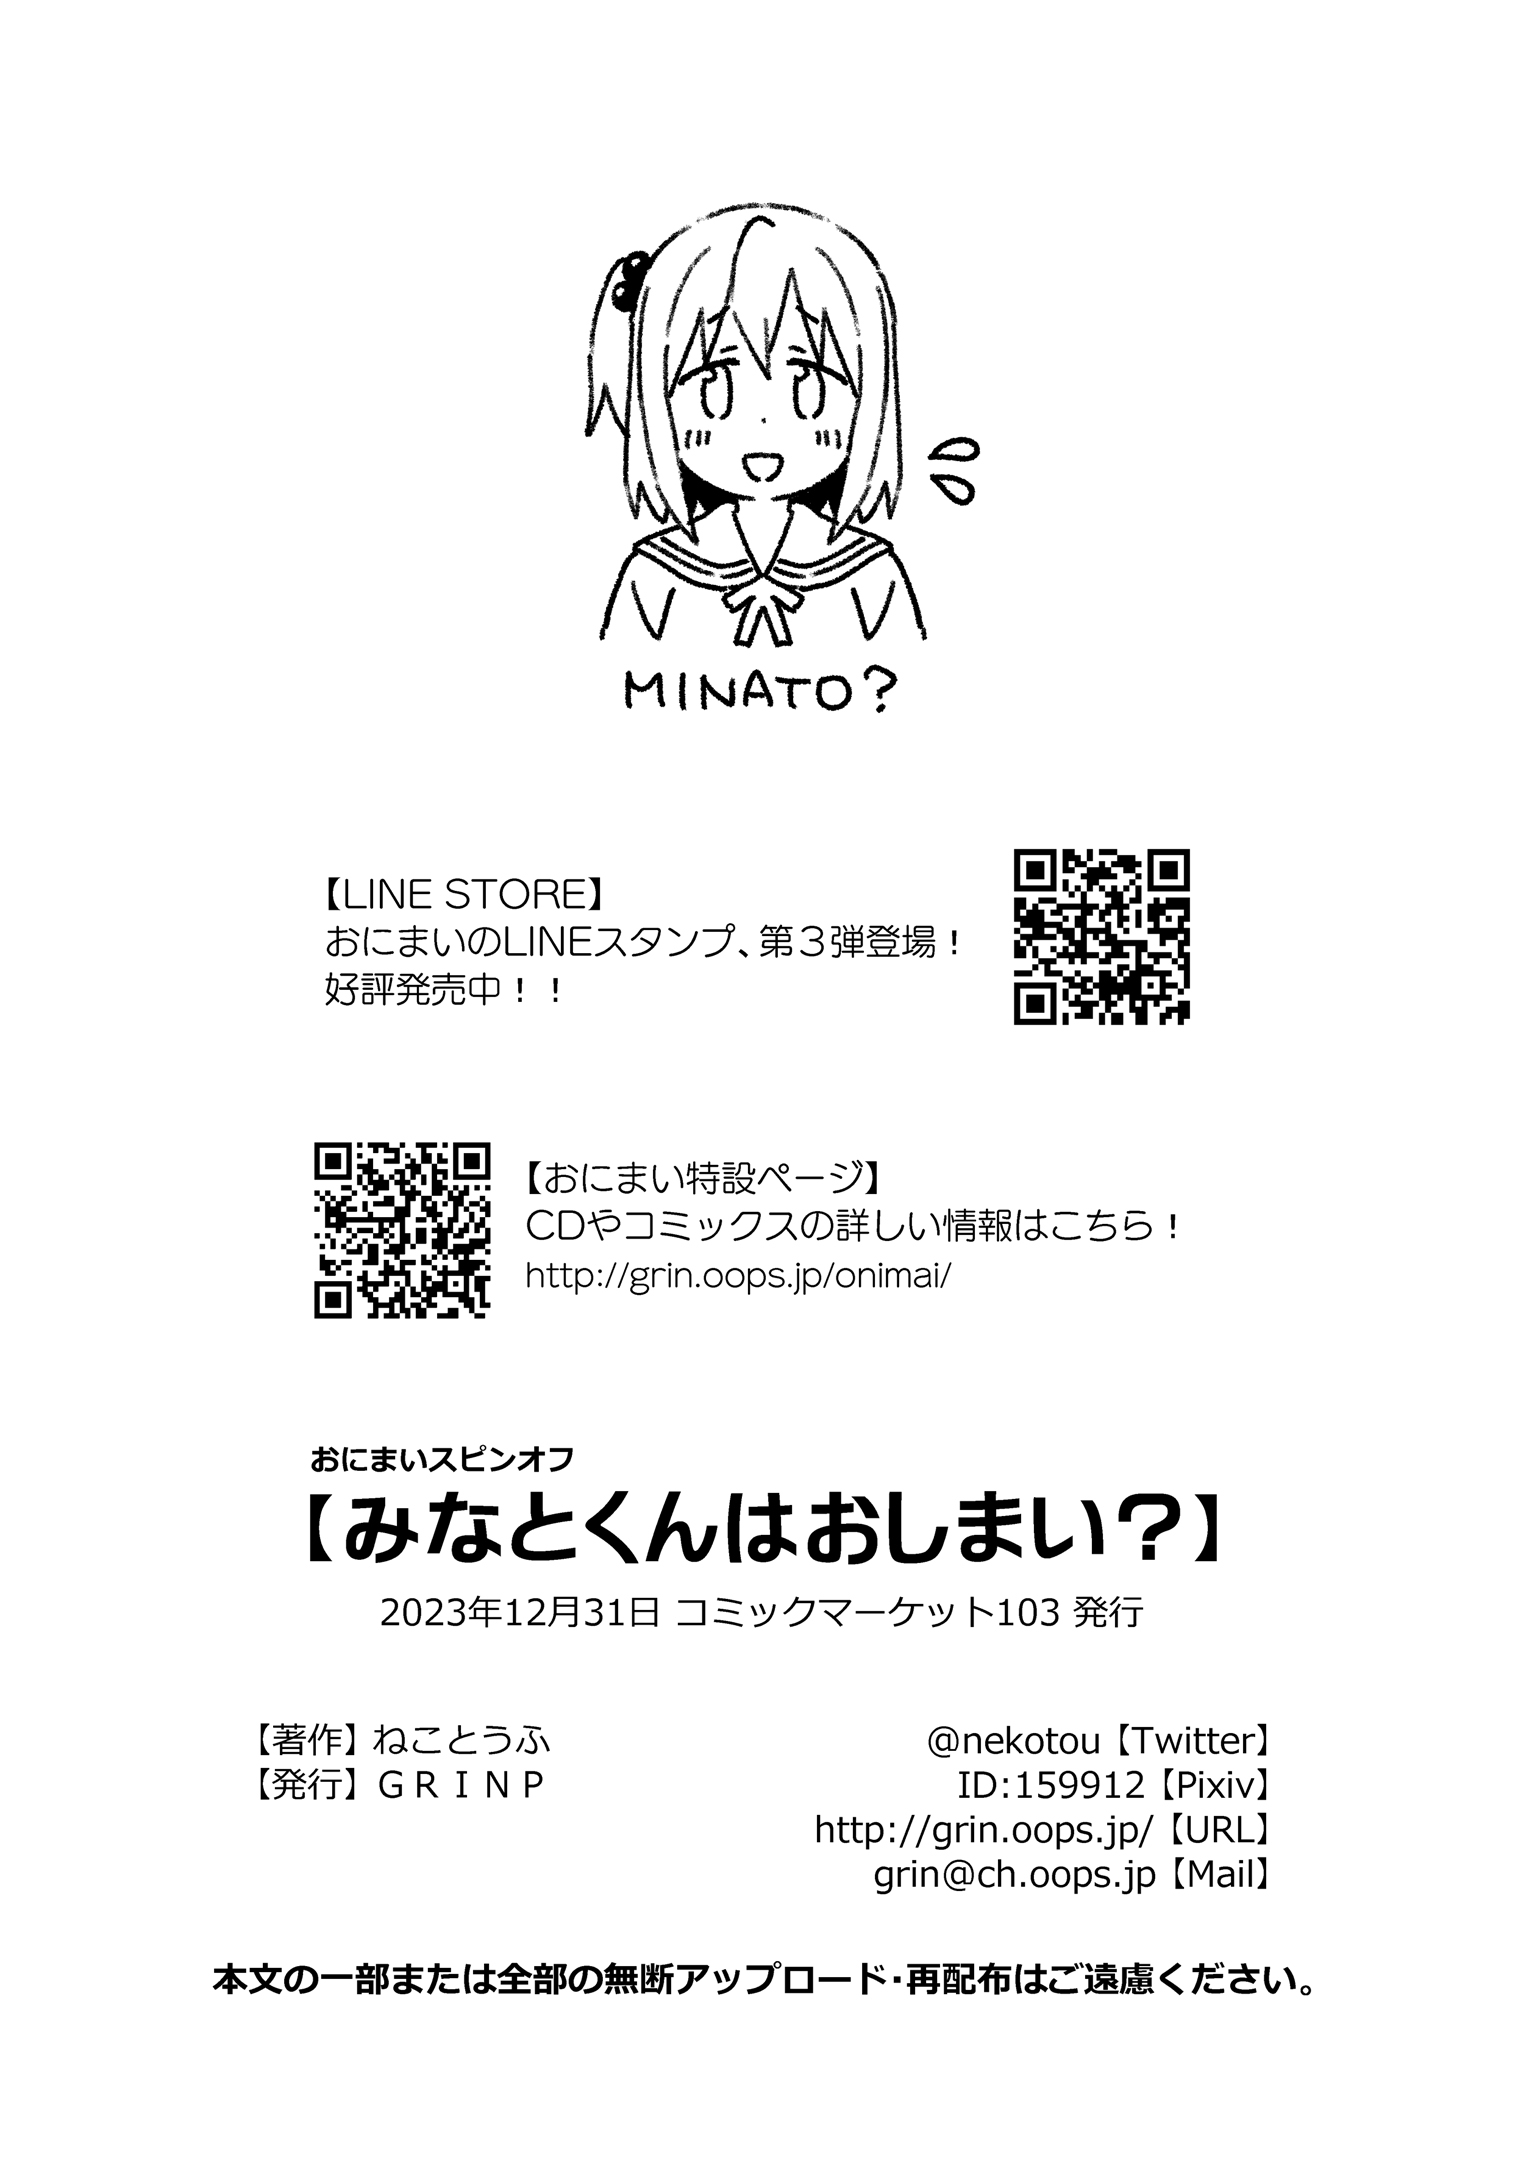 MINATO?
【LINE STORE】
おにまいのLINEスタンプ、第３弾登場！
好評発売中！！
【おにまい特設ページ】
CDやコミックスの詳しい情報はこちら！
http://grin.oops.jp/onimai/
おにまいスピンオフ
【みなとくんはおしまい？】
2023年12月31日 コミックマーケット103 発行
【著作】ねことうふ
【発行】ＧＲＩＮＰ
@nekotou【Twitter】
ID:159912【Pixiv】
http://grin.oops.jp/【URL】
grin@ch.oops.jp【Mail】
本文の一部または全部の無断アップロード・再配布はご遠慮ください。